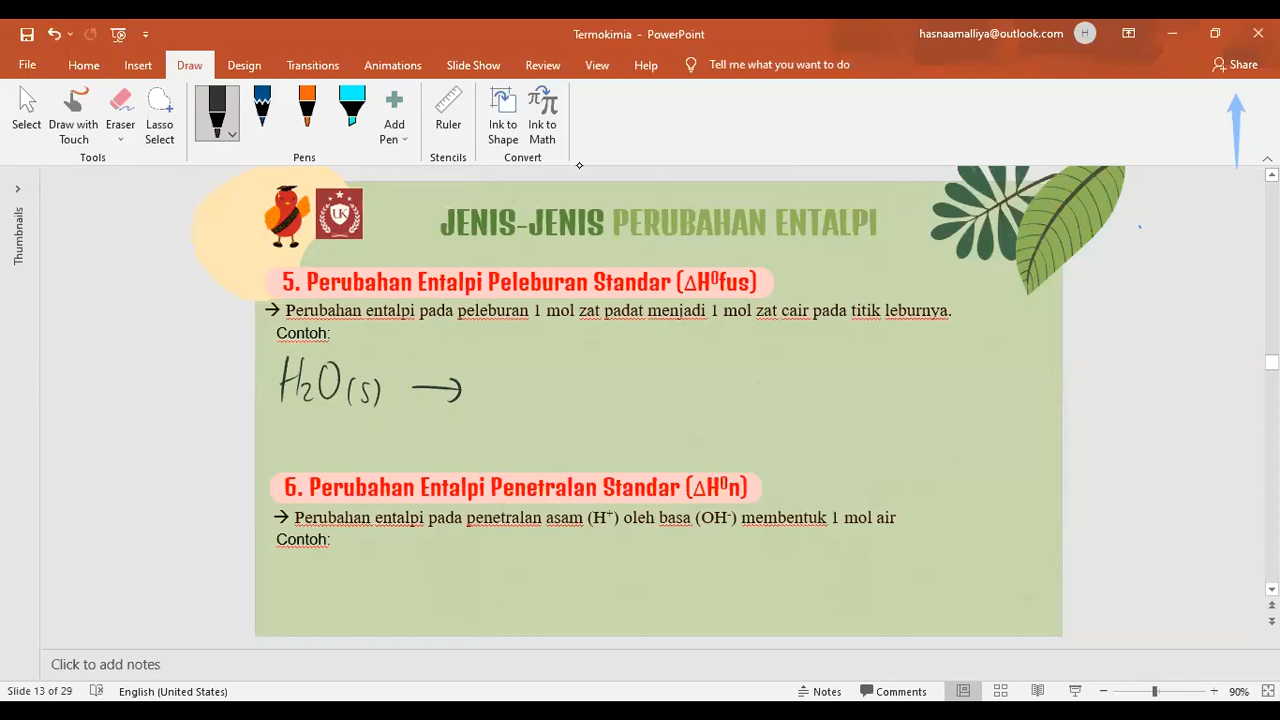 Termokimia - PowerPoint
hasnaamalliya@outlook.com
H
File Home Insert Draw Design Transitions Animations Slide Show Review View Help Tell me what you want to do Share
Select Draw with Touch Eraser Lasso Select Add Pen Ruler Ink to Shape Ink to Math
Tools Pens Stencils Convert
Thumbnails
UK
JENIS-JENIS PERUBAHAN ENTALPI
5. Perubahan Entalpi Peleburan Standar (ΔH⁰fus)
→ Perubahan entalpi pada peleburan 1 mol zat padat menjadi 1 mol zat cair pada titik leburnya.
Contoh:
H₂O(s) →
6. Perubahan Entalpi Penetralan Standar (ΔH⁰n)
→ Perubahan entalpi pada penetralan asam (H⁺) oleh basa (OH⁻) membentuk 1 mol air
Contoh:
Click to add notes
Slide 13 of 29 English (United States) Notes Comments 90%